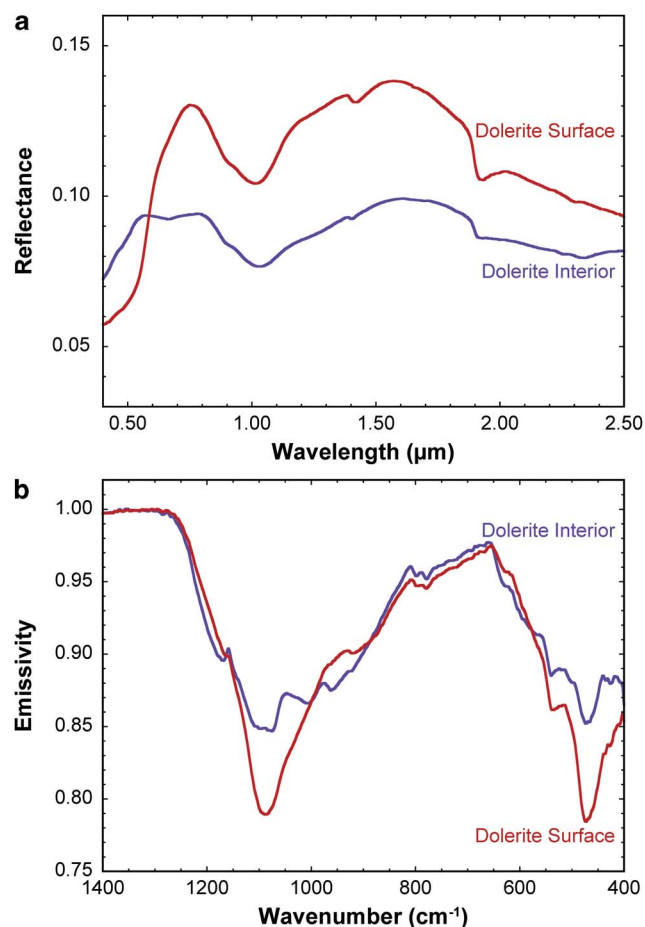 a
0.15
0.10
0.05
Reflectance
Dolerite Surface
Dolerite Interior
0.50 1.00 1.50 2.00 2.50
Wavelength (µm)
b
1.00
0.95
0.90
0.85
0.80
0.75
Emissivity
Dolerite Interior
Dolerite Surface
1400 1200 1000 800 600 400
Wavenumber (cm⁻¹)